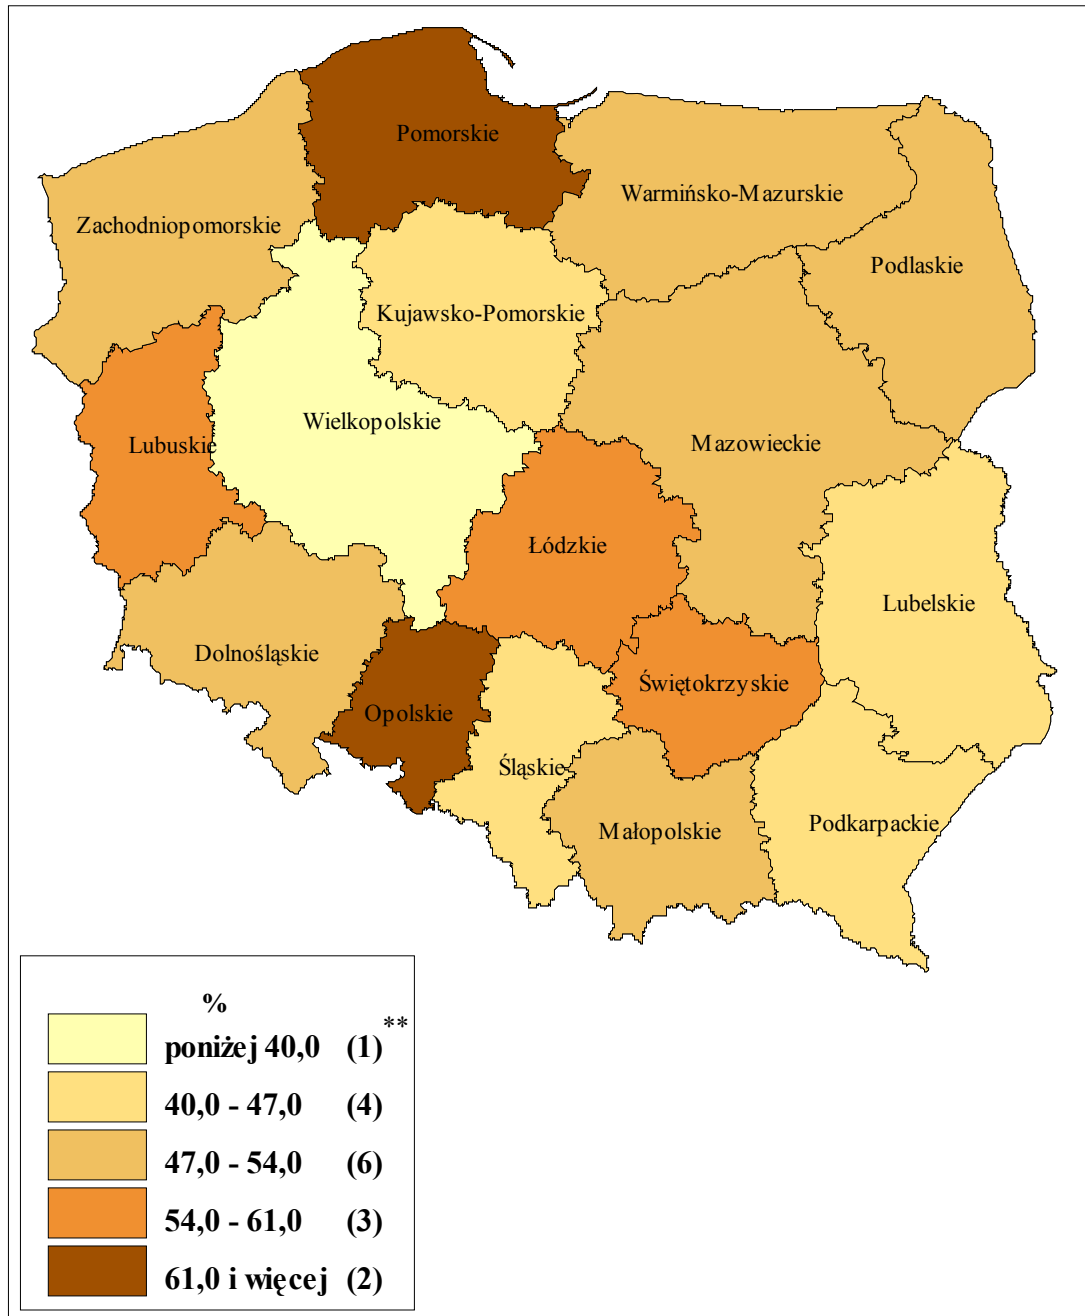 Pomorskie
Warmińsko-Mazurskie
Zachodniopomorskie
Podlaskie
Kujawsko-Pomorskie
Wielkopolskie
Lubuskie
Mazowieckie
Łódzkie
Lubelskie
Dolnośląskie
Świętokrzyskie
Opolskie
Śląskie
Małopolskie
Podkarpackie
%
poniżej 40,0 (1)**
40,0 - 47,0 (4)
47,0 - 54,0 (6)
54,0 - 61,0 (3)
61,0 i więcej (2)